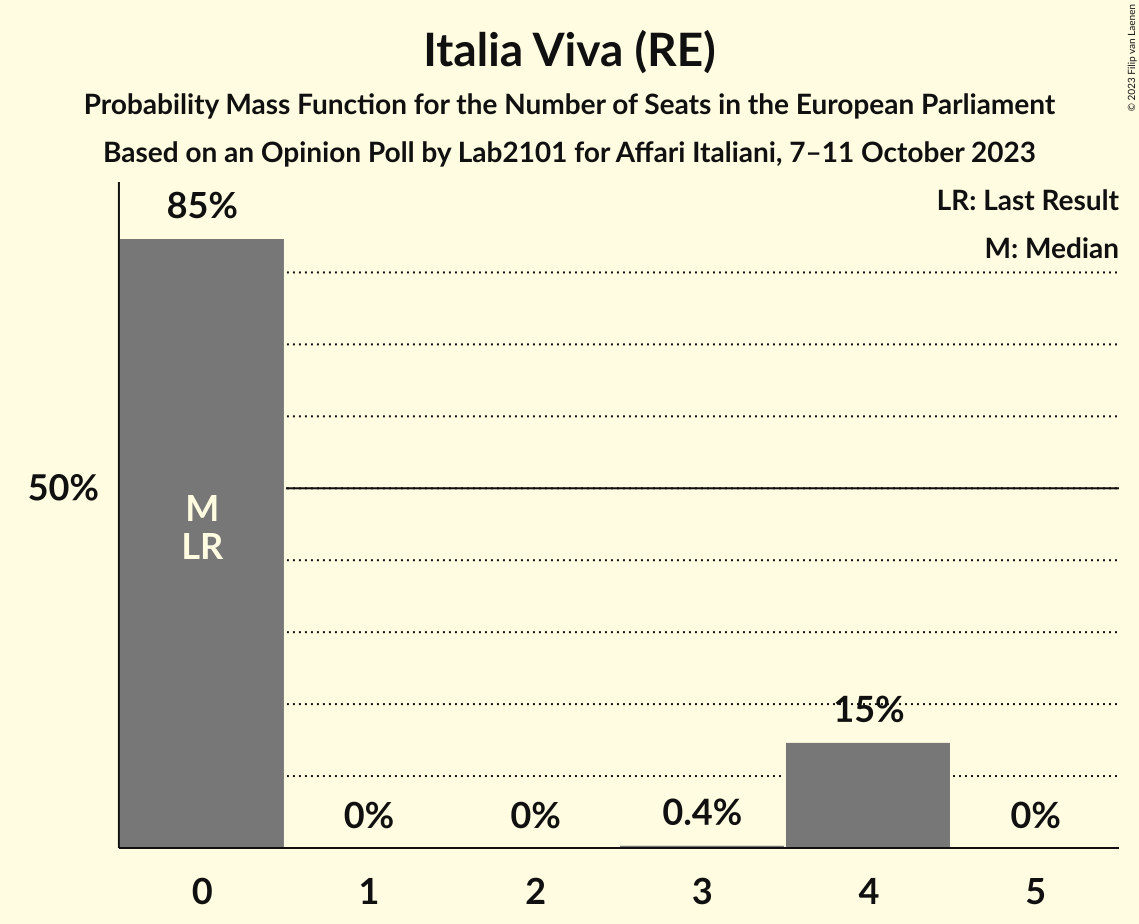 Italia Viva (RE)
Probability Mass Function for the Number of Seats in the European Parliament
Based on an Opinion Poll by Lab2101 for Affari Italiani, 7–11 October 2023
© 2023 Filip van Laenen
LR: Last Result
M: Median
85%
50%
M
LR
0%
0%
0.4%
15%
0%
0
1
2
3
4
5